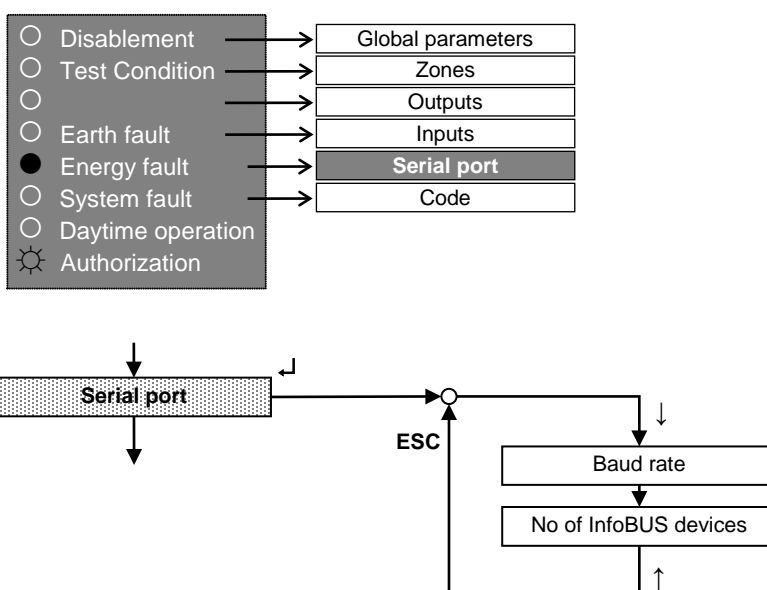 Disablement
Global parameters
Test Condition
Zones
Outputs
Earth fault
Inputs
Energy fault
Serial port
System fault
Code
Daytime operation
Authorization
Serial port
↵
ESC
↓
Baud rate
No of InfoBUS devices
↑